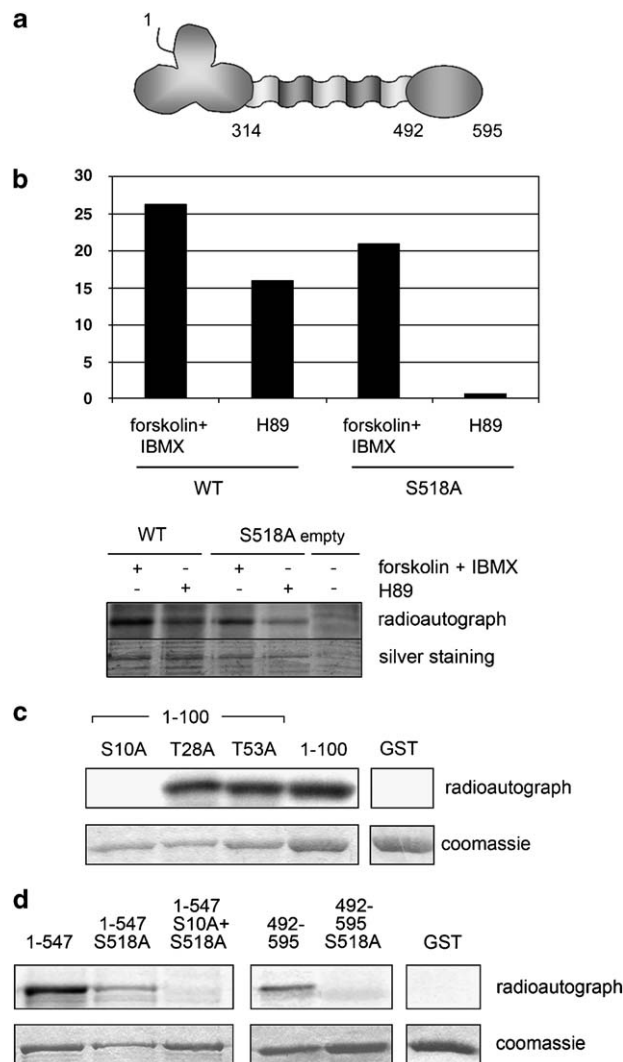 a
1
314 492 595
b
30
25
20
15
10
5
0
forskolin+ H89 forskolin+ H89
IBMX IBMX
WT S518A
WT S518A empty
+ - + - - forskolin + IBMX
- + - + - H89
radioautograph
silver staining
c
1-100
S10A T28A T53A 1-100 GST
radioautograph
coomassie
d
1-547 492-
1-547 S10A+ 492- 595
1-547 S518A S518A 595 S518A GST
radioautograph
coomassie